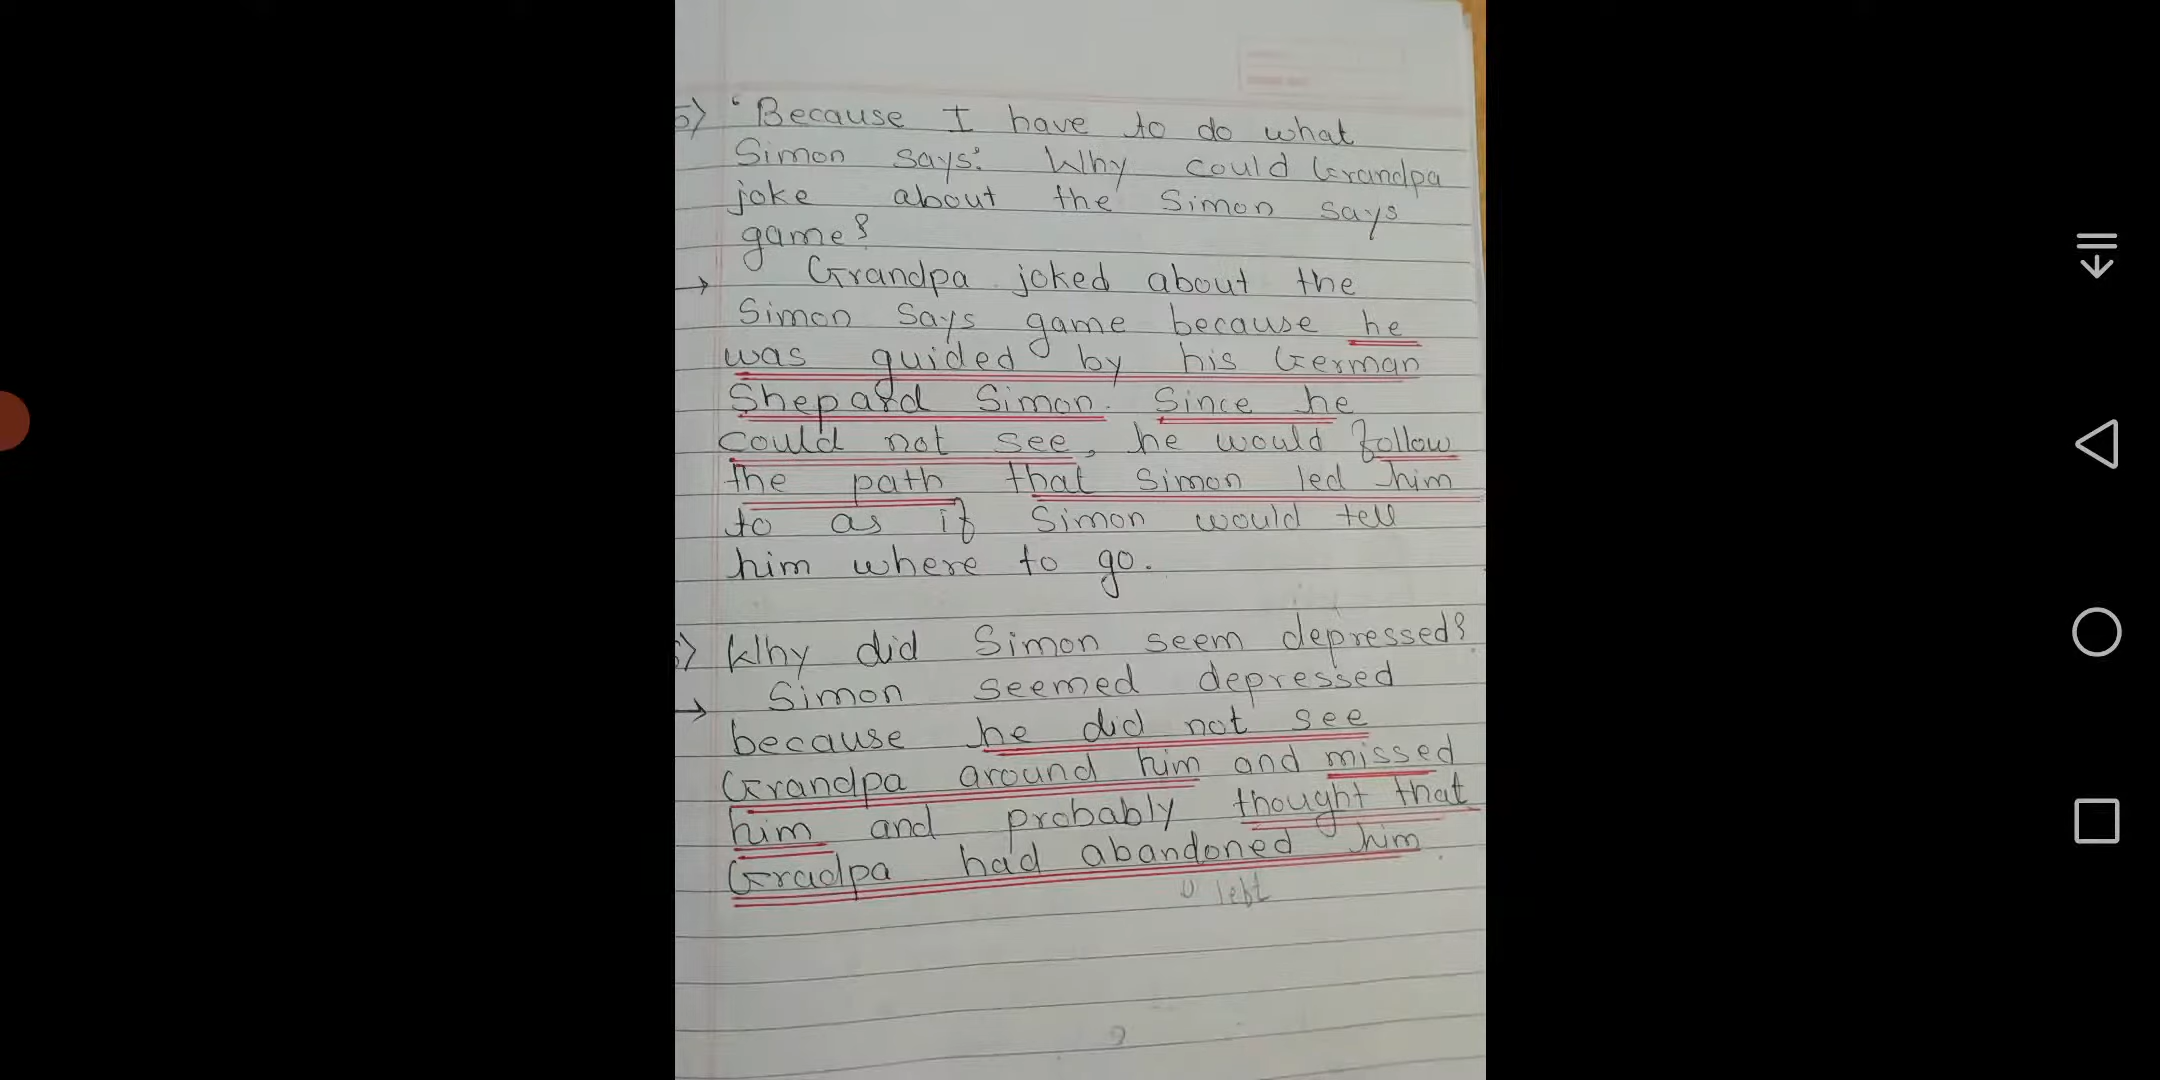 5) 'Because I have to do what
Simon says.' Why could Grandpa
joke about the Simon says
game?
→ Grandpa joked about the
Simon Says game because he
was guided by his German
Shepard Simon. Since he
could not see, he would follow
the path that Simon led him
to as if Simon would tell
him where to go.
) Why did Simon seem depressed?
→ Simon seemed depressed
because he did not see
Grandpa around him and missed
him and probably thought that
Gradpa had abandoned him.
left